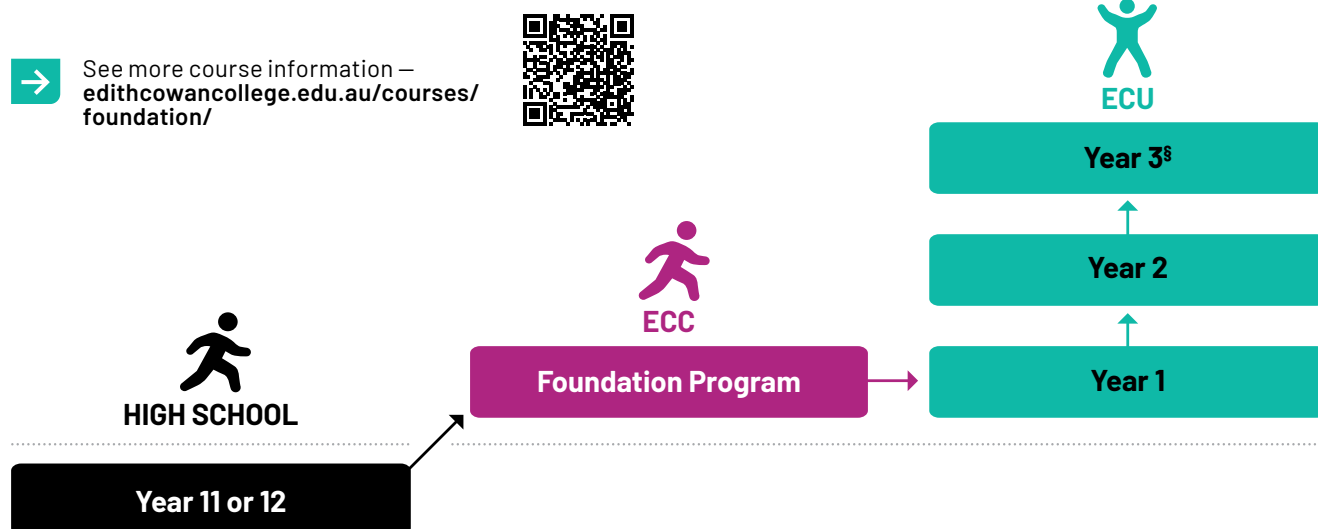 See more course information –
edithcowancollege.edu.au/courses/
foundation/
ECU
Year 3§
Year 2
ECC
HIGH SCHOOL
Foundation Program
Year 1
Year 11 or 12